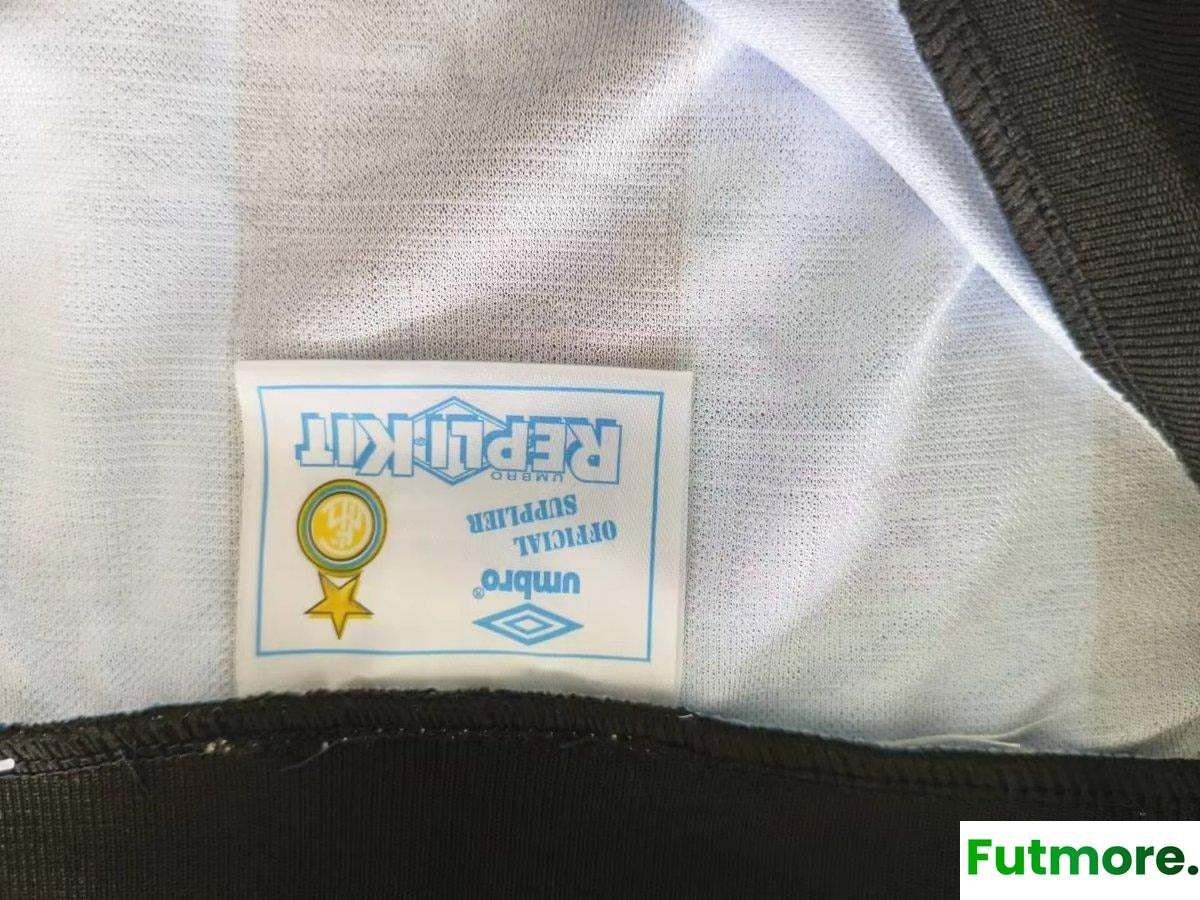 umbro®
OFFICIAL
SUPPLIER
UMBRO
REPLI-KIT
Futmore.